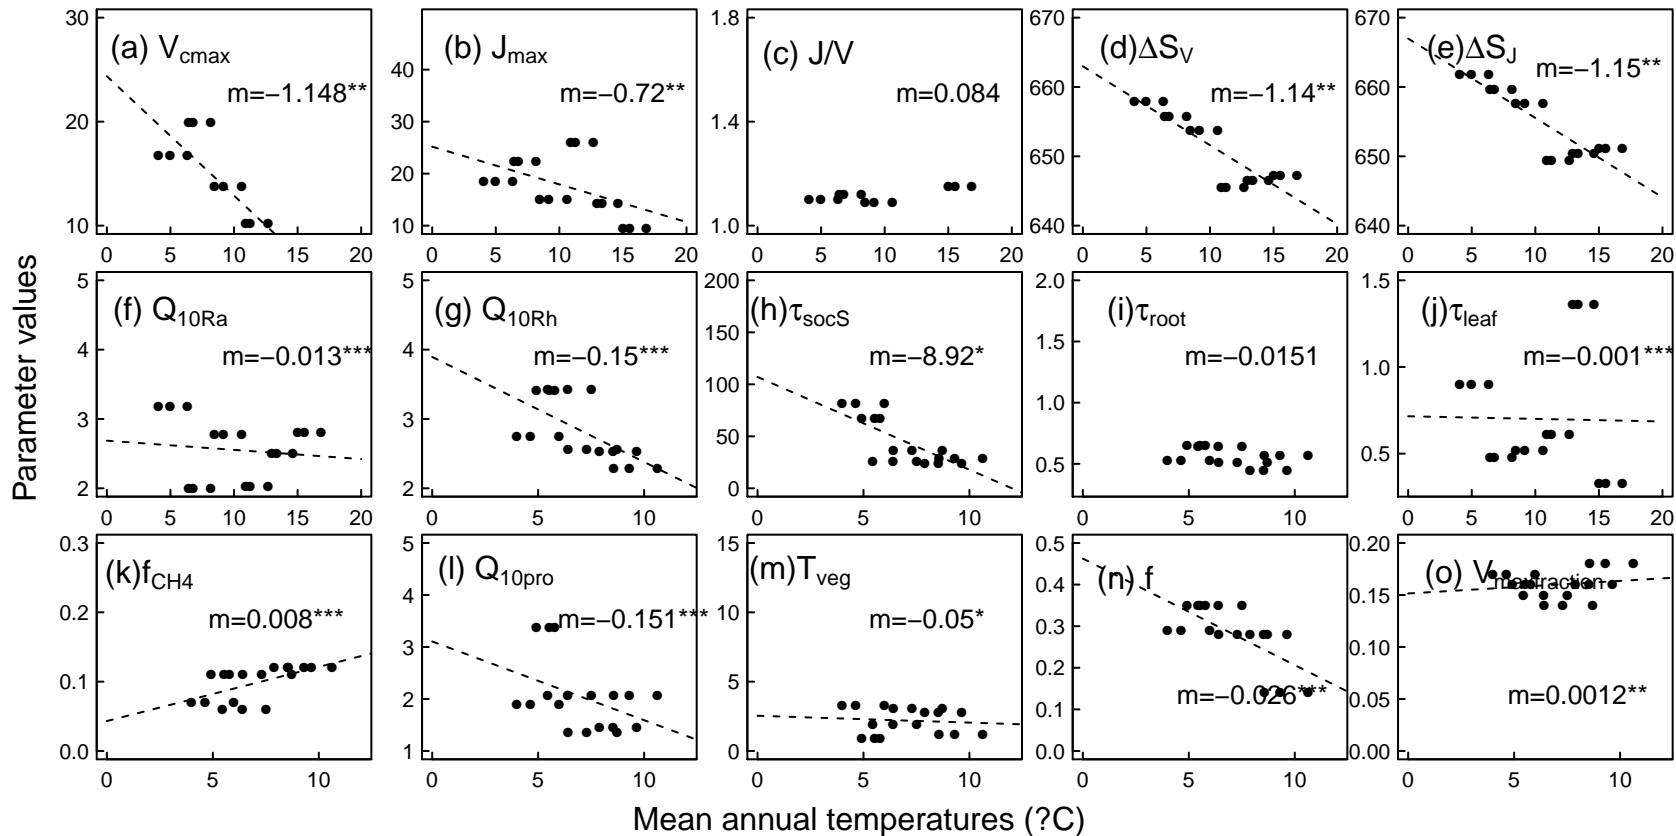 (a) Vcmax
m=−1.148**
30
20
10
0 5 10 15 20
(b) Jmax
m=−0.72**
40
30
20
10
0 5 10 15 20
(c) J/V
m=0.084
1.8
1.4
1.0
0 5 10 15 20
(d)ΔSV
m=−1.14**
670
660
650
640
0 5 10 15 20
(e)ΔSJ
m=−1.15**
670
660
650
640
0 5 10 15 20
Parameter values
(f) Q10Ra
m=−0.013***
5
4
3
2
0 5 10 15 20
(g) Q10Rh
m=−0.15***
5
4
3
2
0 5 10
(h)τsocS
m=−8.92*
200
150
100
50
0
0 5 10
(i)τroot
m=−0.0151
2.0
1.5
1.0
0.5
0 5 10
(j)τleaf
m=−0.001***
1.5
1.0
0.5
0 5 10 15 20
(k)fCH4
m=0.008***
0.3
0.2
0.1
0.0
0 5 10
(l) Q10pro
m=−0.151***
5
4
3
2
1
0 5 10
(m)Tveg
m=−0.05*
15
10
5
0
0 5 10
(n) f
m=−0.026***
0.5
0.4
0.3
0.2
0.1
0.0
0 5 10
(o) Vmaxfraction
m=0.0012**
0.20
0.15
0.10
0.05
0.00
0 5 10
Mean annual temperatures (?C)